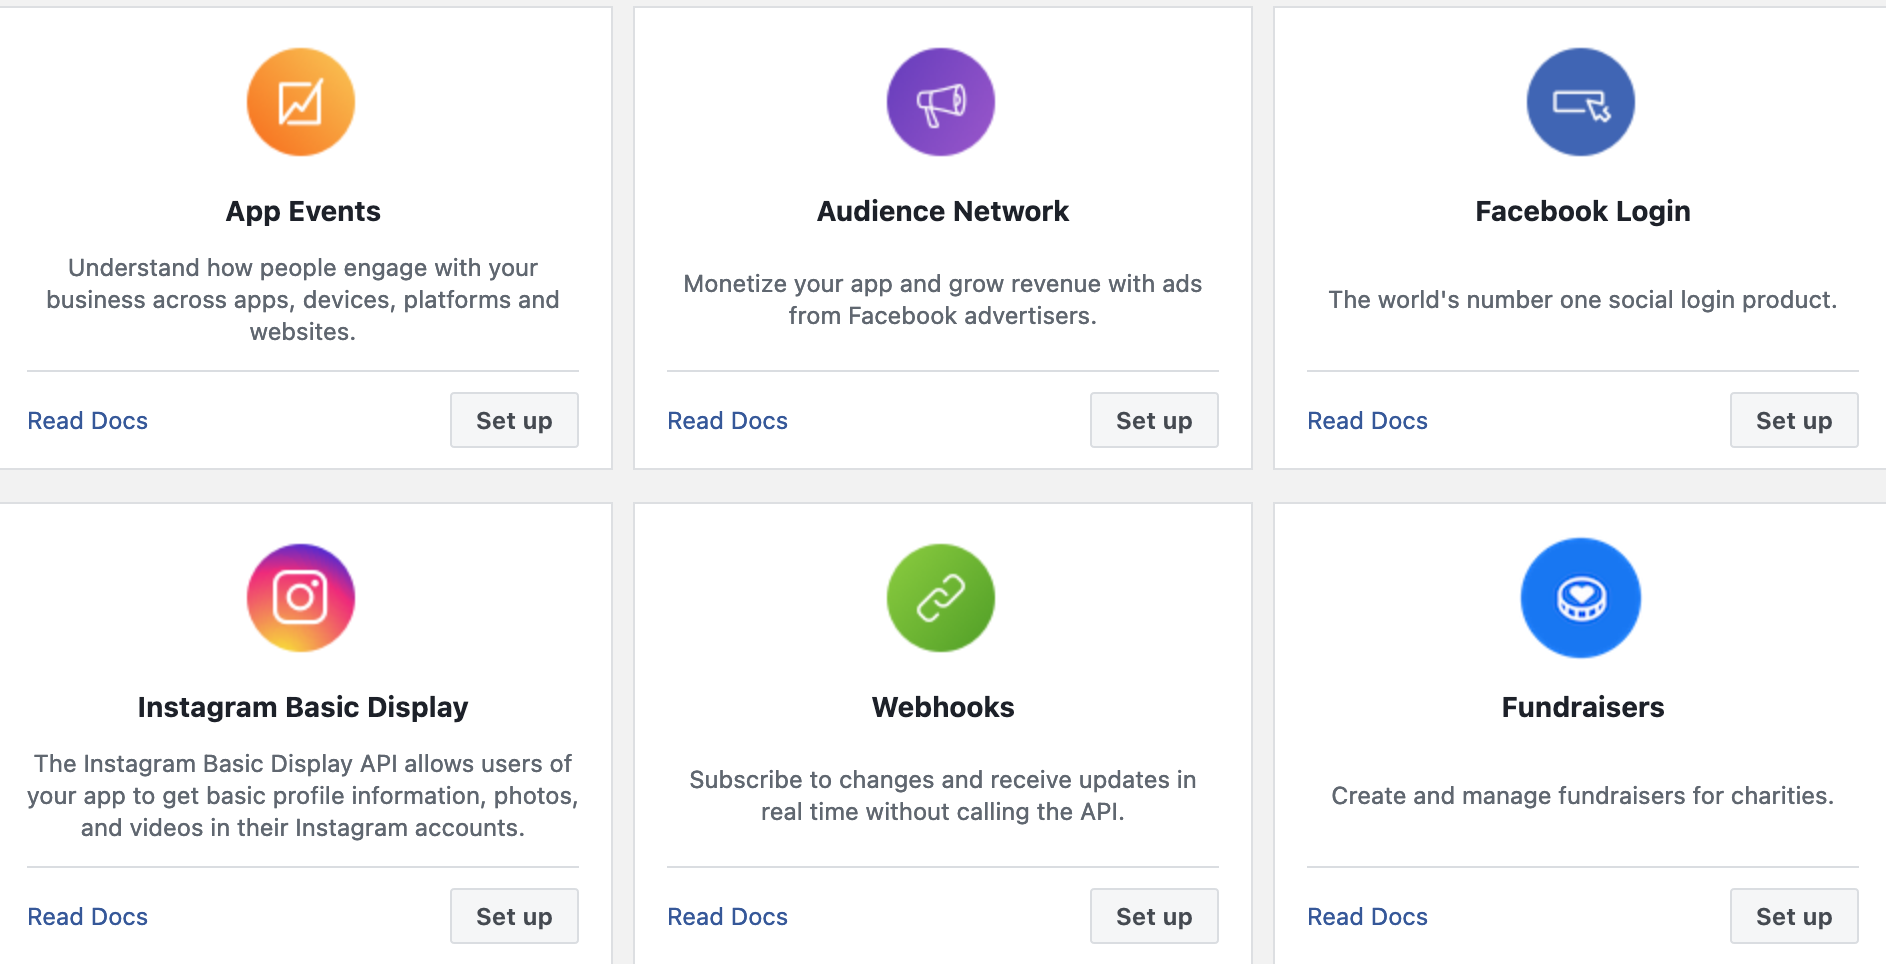 App Events
Understand how people engage with your
business across apps, devices, platforms and
websites.
Read Docs
Set up
Audience Network
Monetize your app and grow revenue with ads
from Facebook advertisers.
Read Docs
Set up
Facebook Login
The world's number one social login product.
Read Docs
Set up
Instagram Basic Display
The Instagram Basic Display API allows users of
your app to get basic profile information, photos,
and videos in their Instagram accounts.
Read Docs
Set up
Webhooks
Subscribe to changes and receive updates in
real time without calling the API.
Read Docs
Set up
Fundraisers
Create and manage fundraisers for charities.
Read Docs
Set up